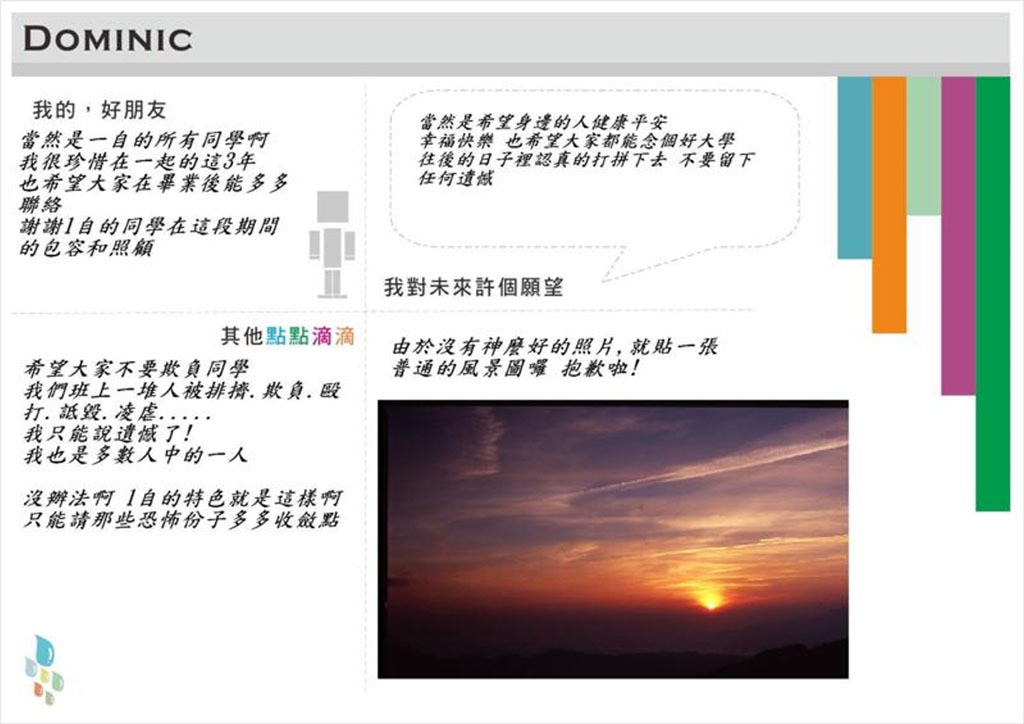 DOMINIC
我的，好朋友
當然是一自的所有同學啊
我很珍惜在一起的這3年
也希望大家在畢業後能多多
聯絡
謝謝1自的同學在這段期間
的包容和照顧
當然是希望身邊的人健康平安
幸福快樂 也希望大家都能念個好大學
往後的日子裡認真的打拼下去 不要留下
任何遺憾
我對未來許個願望
其他點點滴滴
希望大家不要欺負同學
我們班上一堆人被排擠.欺負.毆
打.詆毀.凌虐.....
我只能說遺憾了!
我也是多數人中的一人
沒辦法啊 1自的特色就是這樣啊
只能請那些恐怖份子多多收斂點
由於沒有神麼好的照片,就貼一張
普通的風景圖囉 抱歉啦!